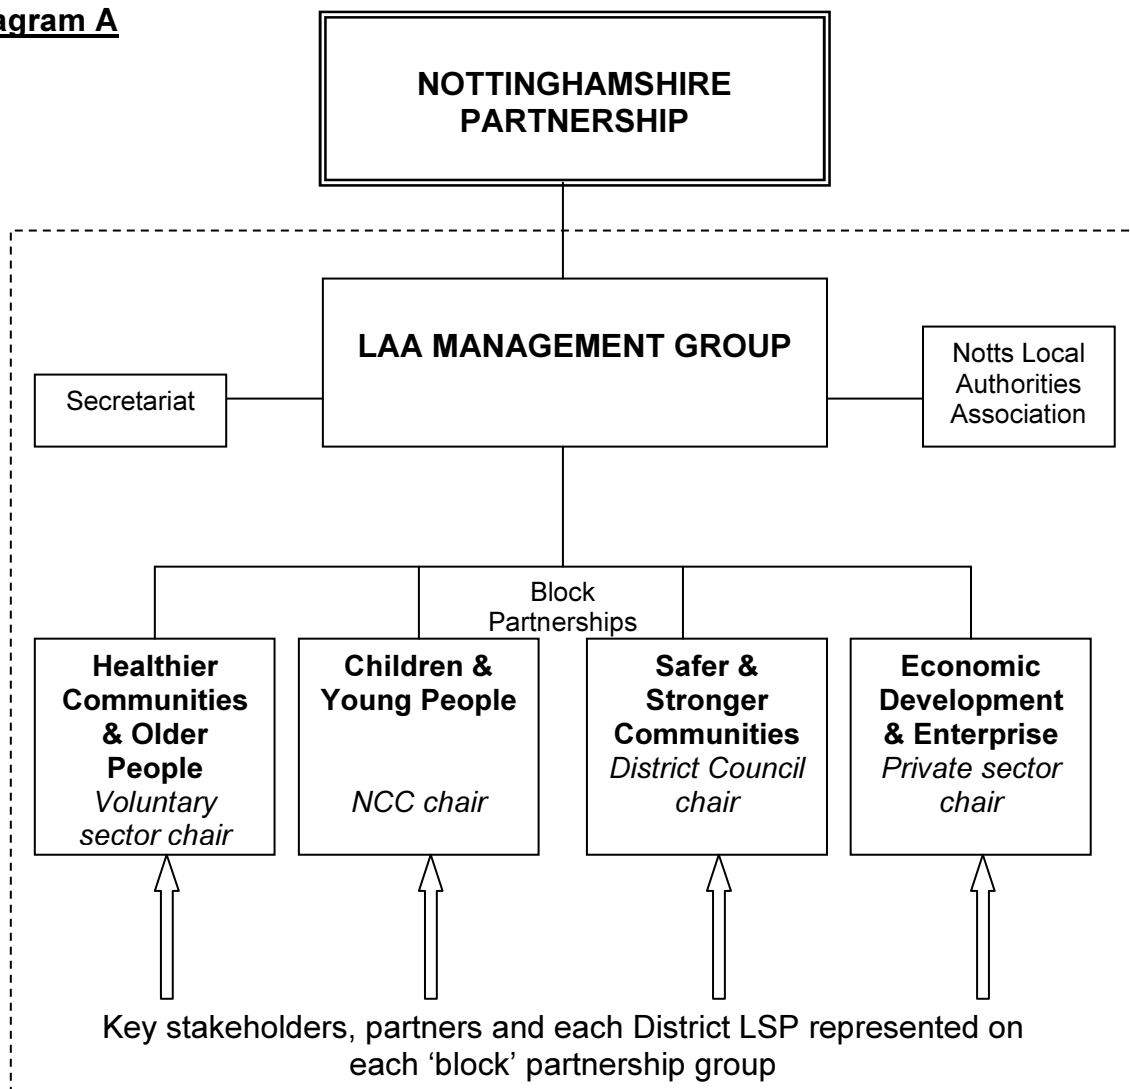 agram A
NOTTINGHAMSHIRE
PARTNERSHIP
LAA MANAGEMENT GROUP
Secretariat
Notts Local
Authorities
Association
Block
Partnerships
Healthier
Communities
& Older
People
Voluntary
sector chair
Children &
Young People
NCC chair
Safer &
Stronger
Communities
District Council
chair
Economic
Development
& Enterprise
Private sector
chair
Key stakeholders, partners and each District LSP represented on
each ‘block’ partnership group